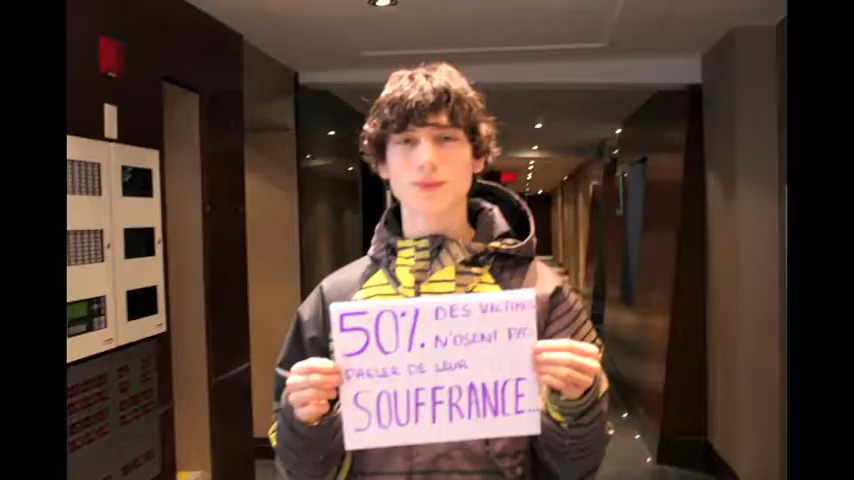 50% DES VICTIMES
N'OSENT PAS
PARLER DE LEUR
SOUFFRANCE...